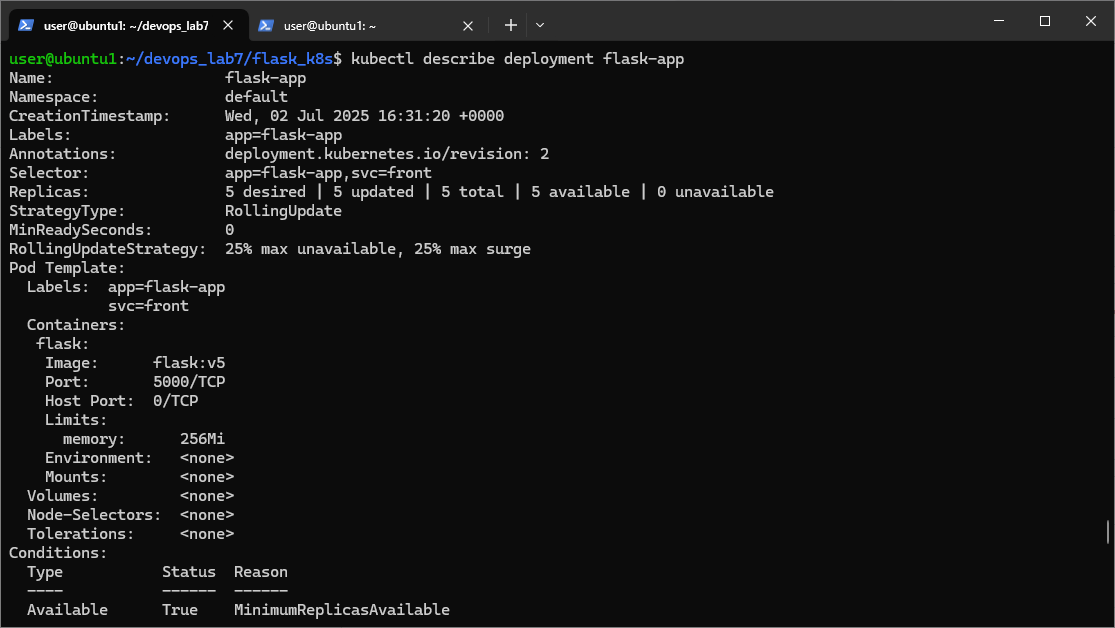 user@ubuntu1: ~/devops_lab7
user@ubuntu1: ~
user@ubuntu1:~/devops_lab7/flask_k8s$ kubectl describe deployment flask-app
Name:                   flask-app
Namespace:              default
CreationTimestamp:      Wed, 02 Jul 2025 16:31:20 +0000
Labels:                 app=flask-app
Annotations:            deployment.kubernetes.io/revision: 2
Selector:               app=flask-app,svc=front
Replicas:               5 desired | 5 updated | 5 total | 5 available | 0 unavailable
StrategyType:           RollingUpdate
MinReadySeconds:        0
RollingUpdateStrategy:  25% max unavailable, 25% max surge
Pod Template:
  Labels:  app=flask-app
           svc=front
  Containers:
   flask:
    Image:      flask:v5
    Port:       5000/TCP
    Host Port:  0/TCP
    Limits:
      memory:      256Mi
    Environment:   <none>
    Mounts:        <none>
  Volumes:         <none>
  Node-Selectors:  <none>
  Tolerations:     <none>
Conditions:
  Type           Status  Reason
  ----           ------  ------
  Available      True    MinimumReplicasAvailable